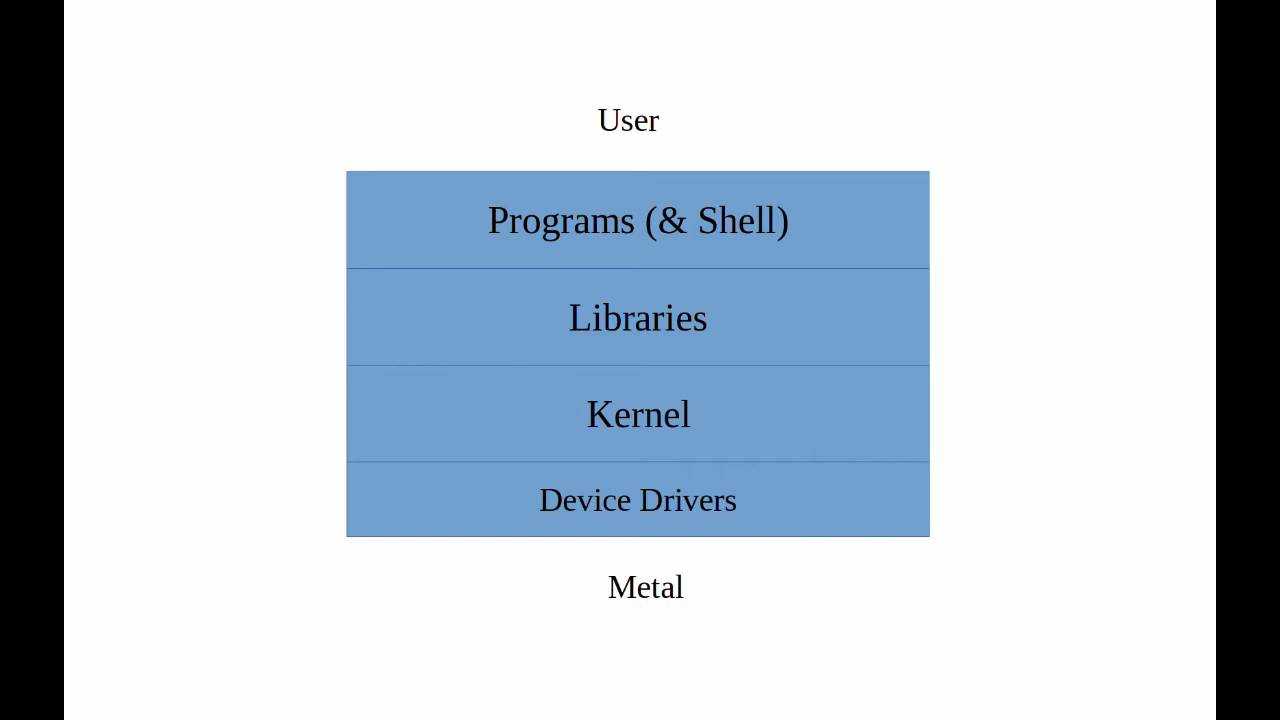 User
Programs (& Shell)
Libraries
Kernel
Device Drivers
Metal